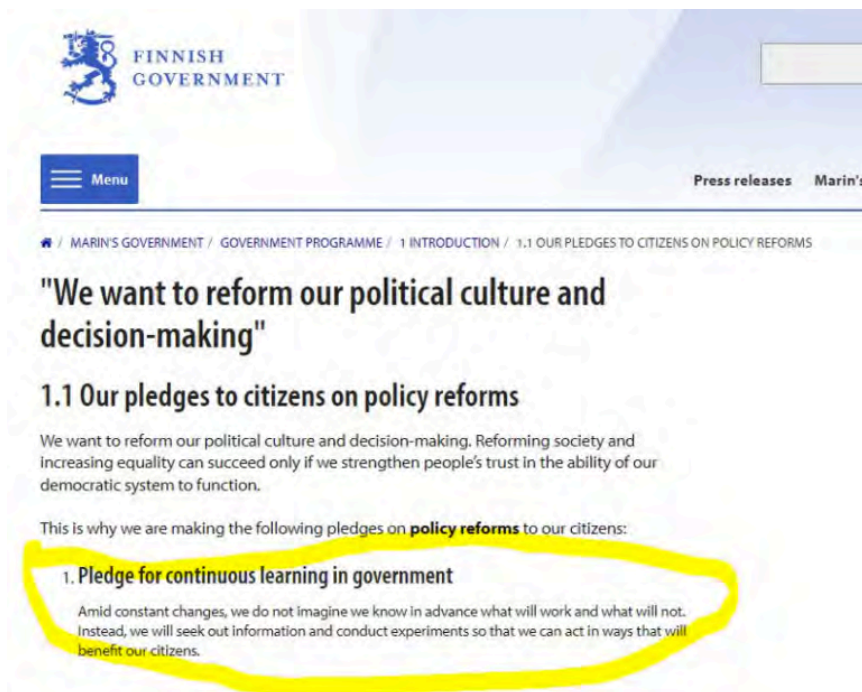 FINNISH
GOVERNMENT
Menu
Press releases Marin's
/ MARIN'S GOVERNMENT / GOVERNMENT PROGRAMME / 1 INTRODUCTION / 1.1 OUR PLEDGES TO CITIZENS ON POLICY REFORMS
"We want to reform our political culture and
decision-making"
1.1 Our pledges to citizens on policy reforms
We want to reform our political culture and decision-making. Reforming society and
increasing equality can succeed only if we strengthen people's trust in the ability of our
democratic system to function.
This is why we are making the following pledges on policy reforms to our citizens:
1. Pledge for continuous learning in government
Amid constant changes, we do not imagine we know in advance what will work and what will not.
Instead, we will seek out information and conduct experiments so that we can act in ways that will
benefit our citizens.